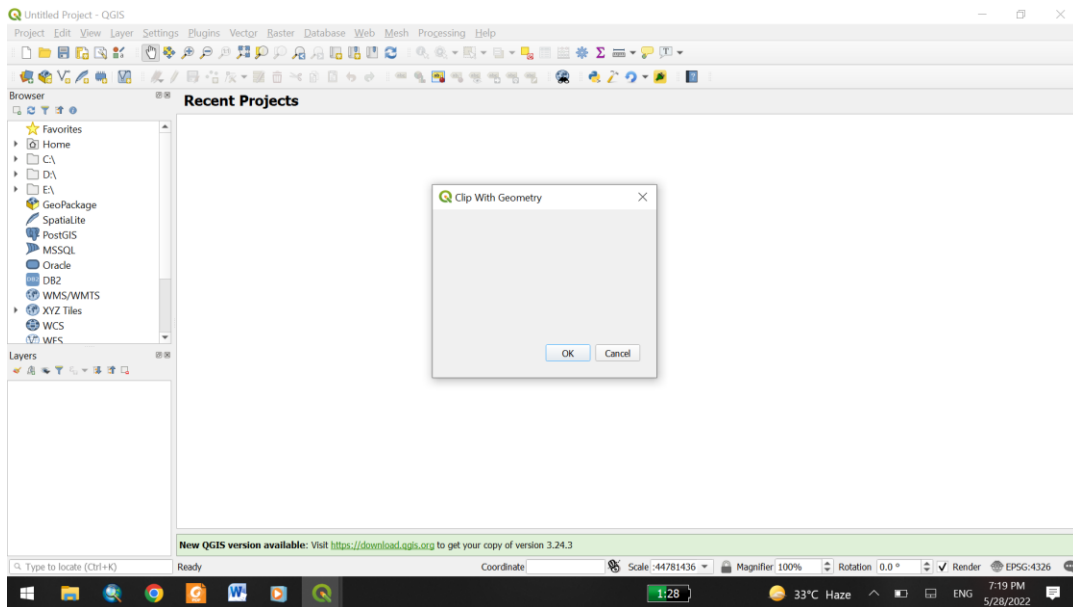 Untitled Project - QGIS
Project Edit View Layer Settings Plugins Vector Raster Database Web Mesh Processing Help
Browser
Recent Projects
Favorites
Home
C:\
D:\
E:\
GeoPackage
SpatiaLite
PostGIS
MSSQL
Oracle
DB2
WMS/WMTS
XYZ Tiles
WCS
WFS
Clip With Geometry
OK Cancel
Layers
New QGIS version available: Visit https://download.qgis.org to get your copy of version 3.24.3
Type to locate (Ctrl+K) Ready Coordinate Scale :44781436 Magnifier 100% Rotation 0.0 ° Render EPSG:4326
1:28 33°C Haze ENG 7:19 PM
5/28/2022